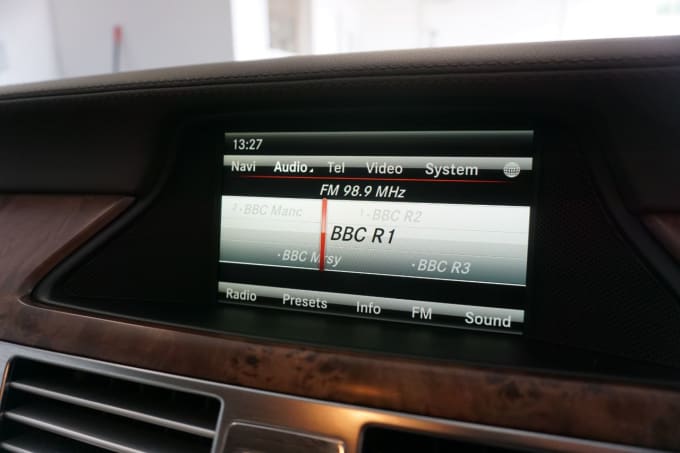 13:27
Navi Audio Tel Video System
FM 98.9 MHz
BBC Manc BBC R2
BBC R1
BBC Mrsy BBC R3
Radio Presets Info FM Sound